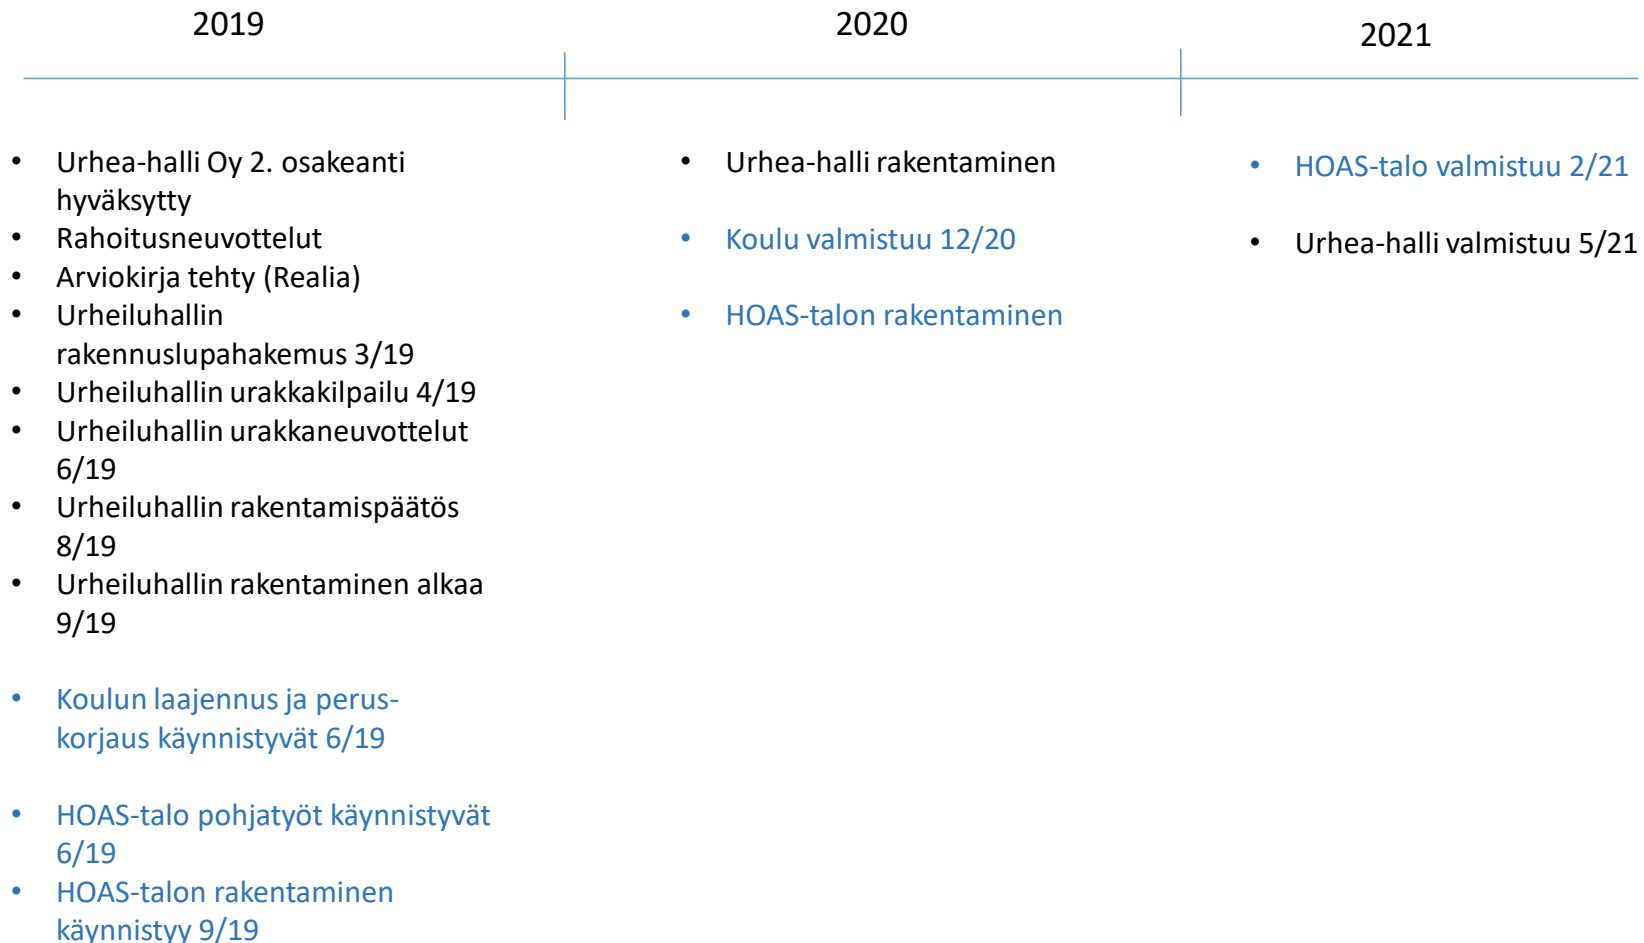 2019
2020
2021
• Urhea-halli Oy 2. osakeanti
hyväksytty
• Rahoitusneuvottelut
• Arviokirja tehty (Realia)
• Urheiluhallin
rakennuslupahakemus 3/19
• Urheiluhallin urakkakilpailu 4/19
• Urheiluhallin urakkaneuvottelut
6/19
• Urheiluhallin rakentamispäätös
8/19
• Urheiluhallin rakentaminen alkaa
9/19
• Koulun laajennus ja perus-
korjaus käynnistyvät 6/19
• HOAS-talo pohjatyöt käynnistyvät
6/19
• HOAS-talon rakentaminen
käynnistyy 9/19
• Urhea-halli rakentaminen
• Koulu valmistuu 12/20
• HOAS-talon rakentaminen
• HOAS-talo valmistuu 2/21
• Urhea-halli valmistuu 5/21